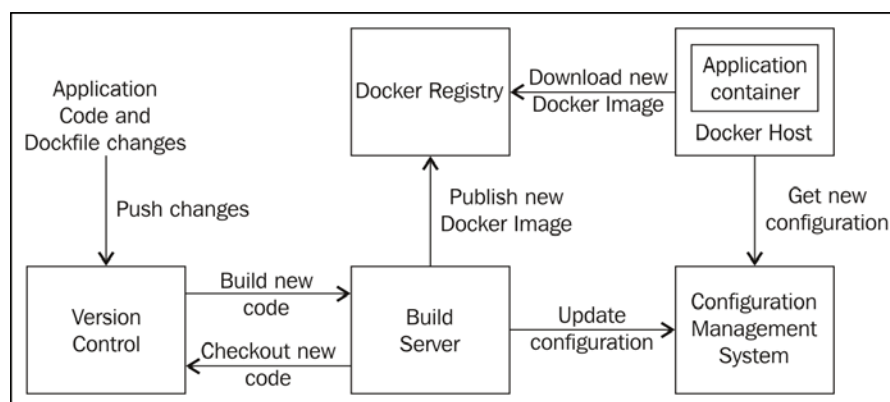 Application
Code and
Dockfile changes
Push changes
Docker Registry
Download new
Docker Image
Application
container
Docker Host
Publish new
Docker Image
Get new
configuration
Version
Control
Build new
code
Checkout new
code
Build
Server
Update
configuration
Configuration
Management
System